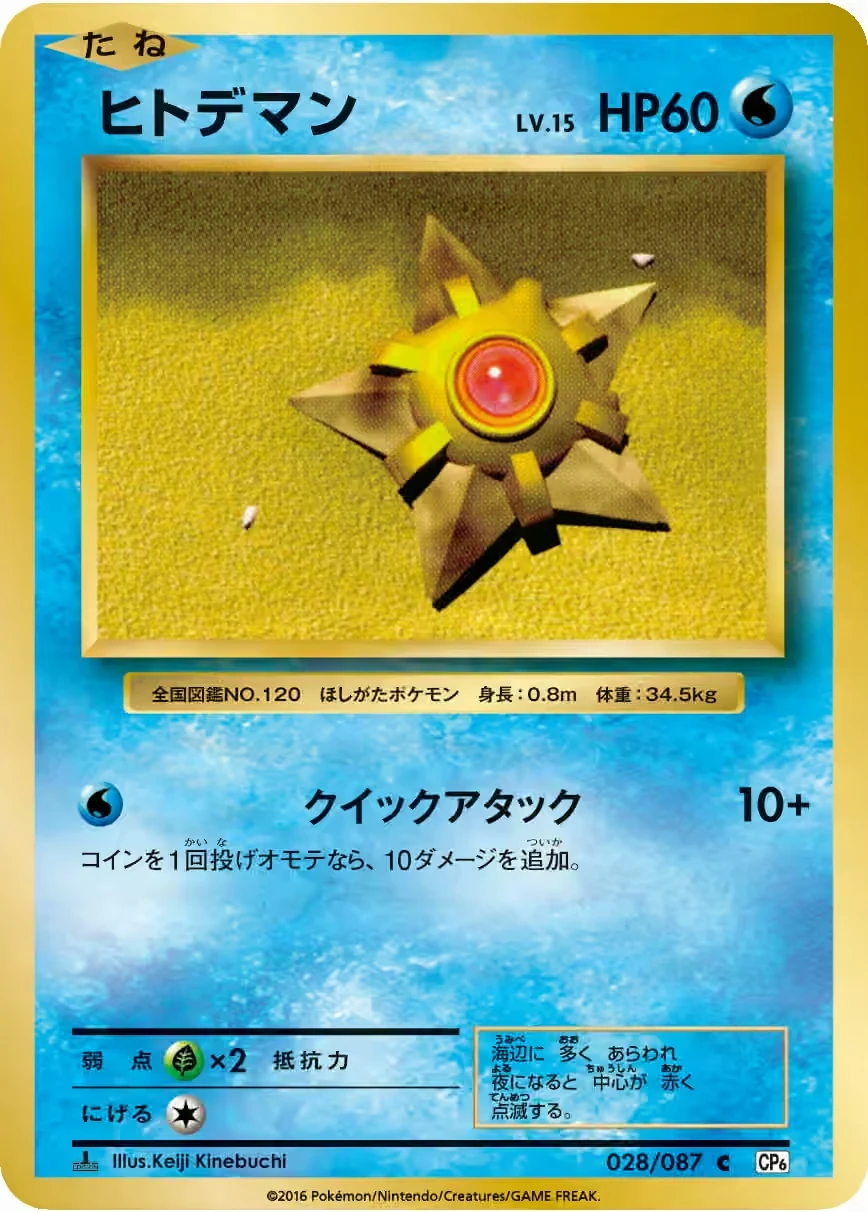 たね
ヒトデマン LV.15 HP60
全国図鑑NO.120 ほしがたポケモン 身長:0.8m 体重:34.5kg
クイックアタック 10+
コインを1回投げオモテなら、10ダメージを追加。
弱点 ×2 抵抗力
にげる
海辺に 多く あらわれ
夜になると 中心が 赤く
点滅する。
1 EDITION Illus.Keiji Kinebuchi 028/087 C CP6
©2016 Pokémon/Nintendo/Creatures/GAME FREAK.